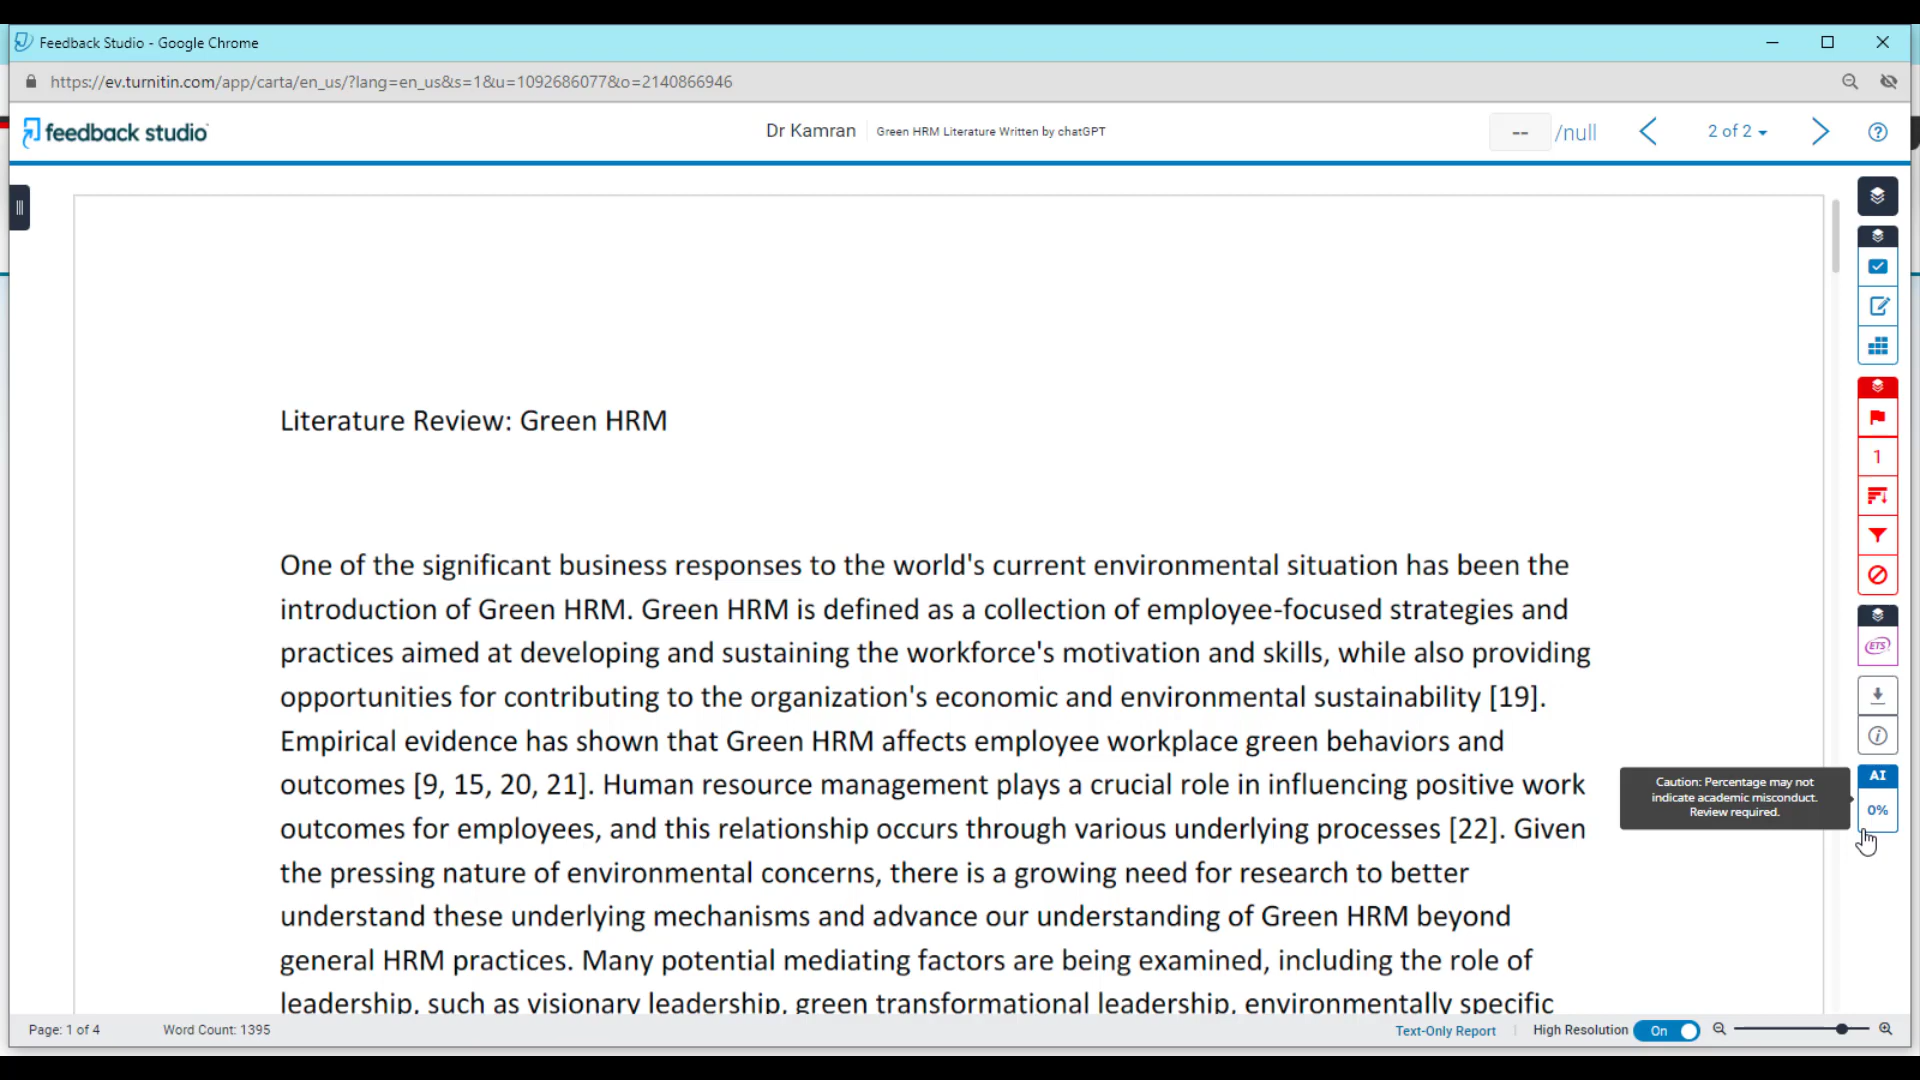 Feedback Studio - Google Chrome
https://ev.turnitin.com/app/carta/en_us/?lang=en_us&s=1&u=1092686077&o=2140866946
feedback studio
Dr Kamran
Green HRM Literature Written by chatGPT
-- /null
2 of 2
Literature Review: Green HRM
One of the significant business responses to the world's current environmental situation has been the
introduction of Green HRM. Green HRM is defined as a collection of employee-focused strategies and
practices aimed at developing and sustaining the workforce's motivation and skills, while also providing
opportunities for contributing to the organization's economic and environmental sustainability [19].
Empirical evidence has shown that Green HRM affects employee workplace green behaviors and
outcomes [9, 15, 20, 21]. Human resource management plays a crucial role in influencing positive work
outcomes for employees, and this relationship occurs through various underlying processes [22]. Given
the pressing nature of environmental concerns, there is a growing need for research to better
understand these underlying mechanisms and advance our understanding of Green HRM beyond
general HRM practices. Many potential mediating factors are being examined, including the role of
leadership, such as visionary leadership, green transformational leadership, environmentally specific
1
ETS
AI
0%
Caution: Percentage may not
indicate academic misconduct.
Review required.
Page: 1 of 4
Word Count: 1395
Text-Only Report
High Resolution
On